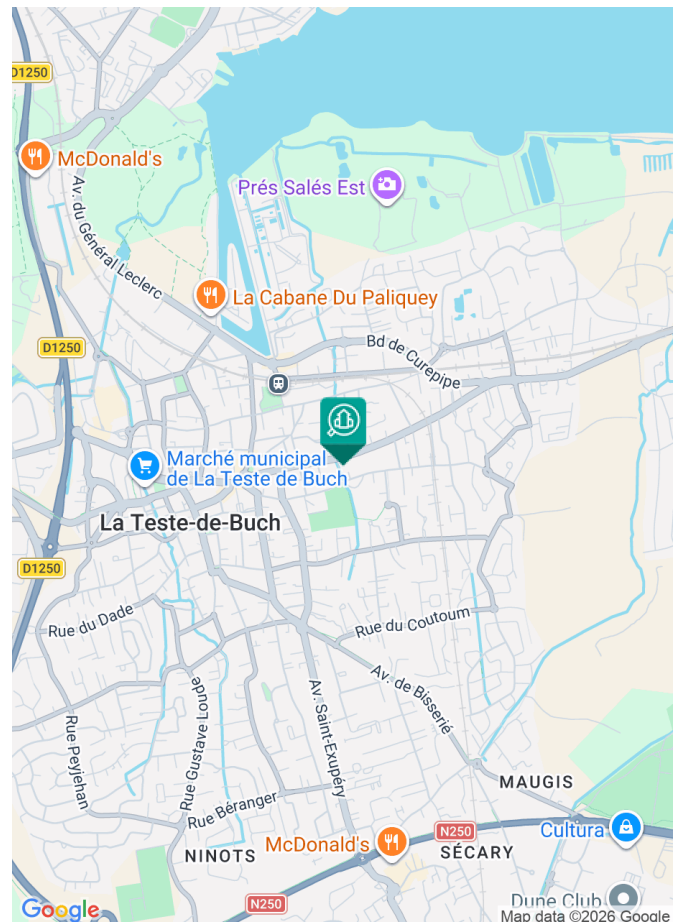 D1250
McDonald's
Prés Salés Est
Av. du Général Leclerc
La Cabane Du Paliquey
D1250
Bd de Curepipe
Marché municipal
de La Teste de Buch
La Teste-de-Buch
D1250
Rue du Dade
Rue du Coutoum
Rue Peyjehan
Rue Gustave Loude
Av. Saint-Exupéry
Av. de Bisserié
MAUGIS
Rue Béranger
McDonald's
N250
Cultura
NINOTS
SÉCARY
N250
Dune Club
Google
Map data ©2026 Google